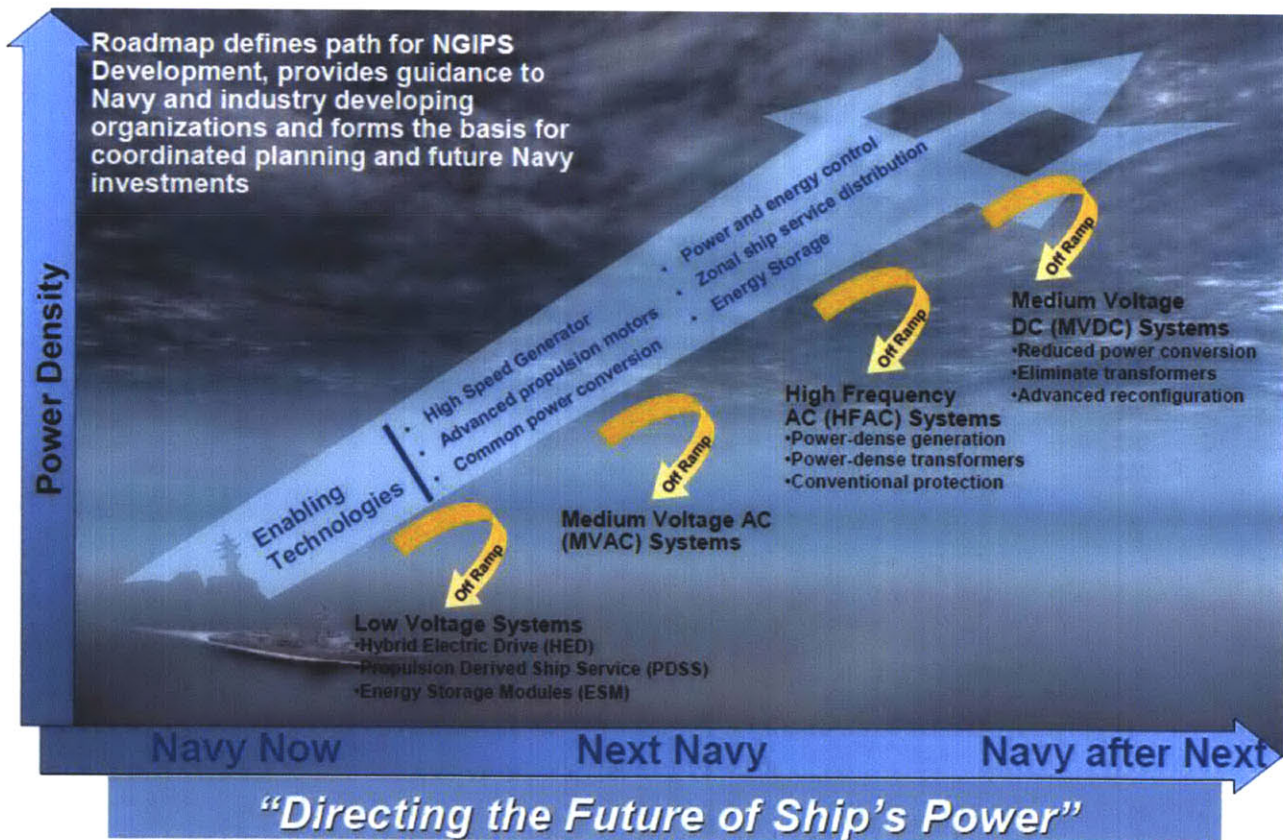 Roadmap defines path for NGIPS
Development, provides guidance to
Navy and industry developing
organizations and forms the basis for
coordinated planning and future Navy
investments
Power Density
Enabling
Technologies
• High Speed Generator
• Advanced propulsion motors
• Common power conversion
• Power and energy control
• Zonal ship service distribution
• Energy Storage
Off Ramp
Low Voltage Systems
•Hybrid Electric Drive (HED)
•Propulsion Derived Ship Service (PDSS)
•Energy Storage Modules (ESM)
Off Ramp
Medium Voltage AC
(MVAC) Systems
Off Ramp
High Frequency
AC (HFAC) Systems
•Power-dense generation
•Power-dense transformers
•Conventional protection
Off Ramp
Medium Voltage
DC (MVDC) Systems
•Reduced power conversion
•Eliminate transformers
•Advanced reconfiguration
Navy Now
Next Navy
Navy after Next
“Directing the Future of Ship's Power”